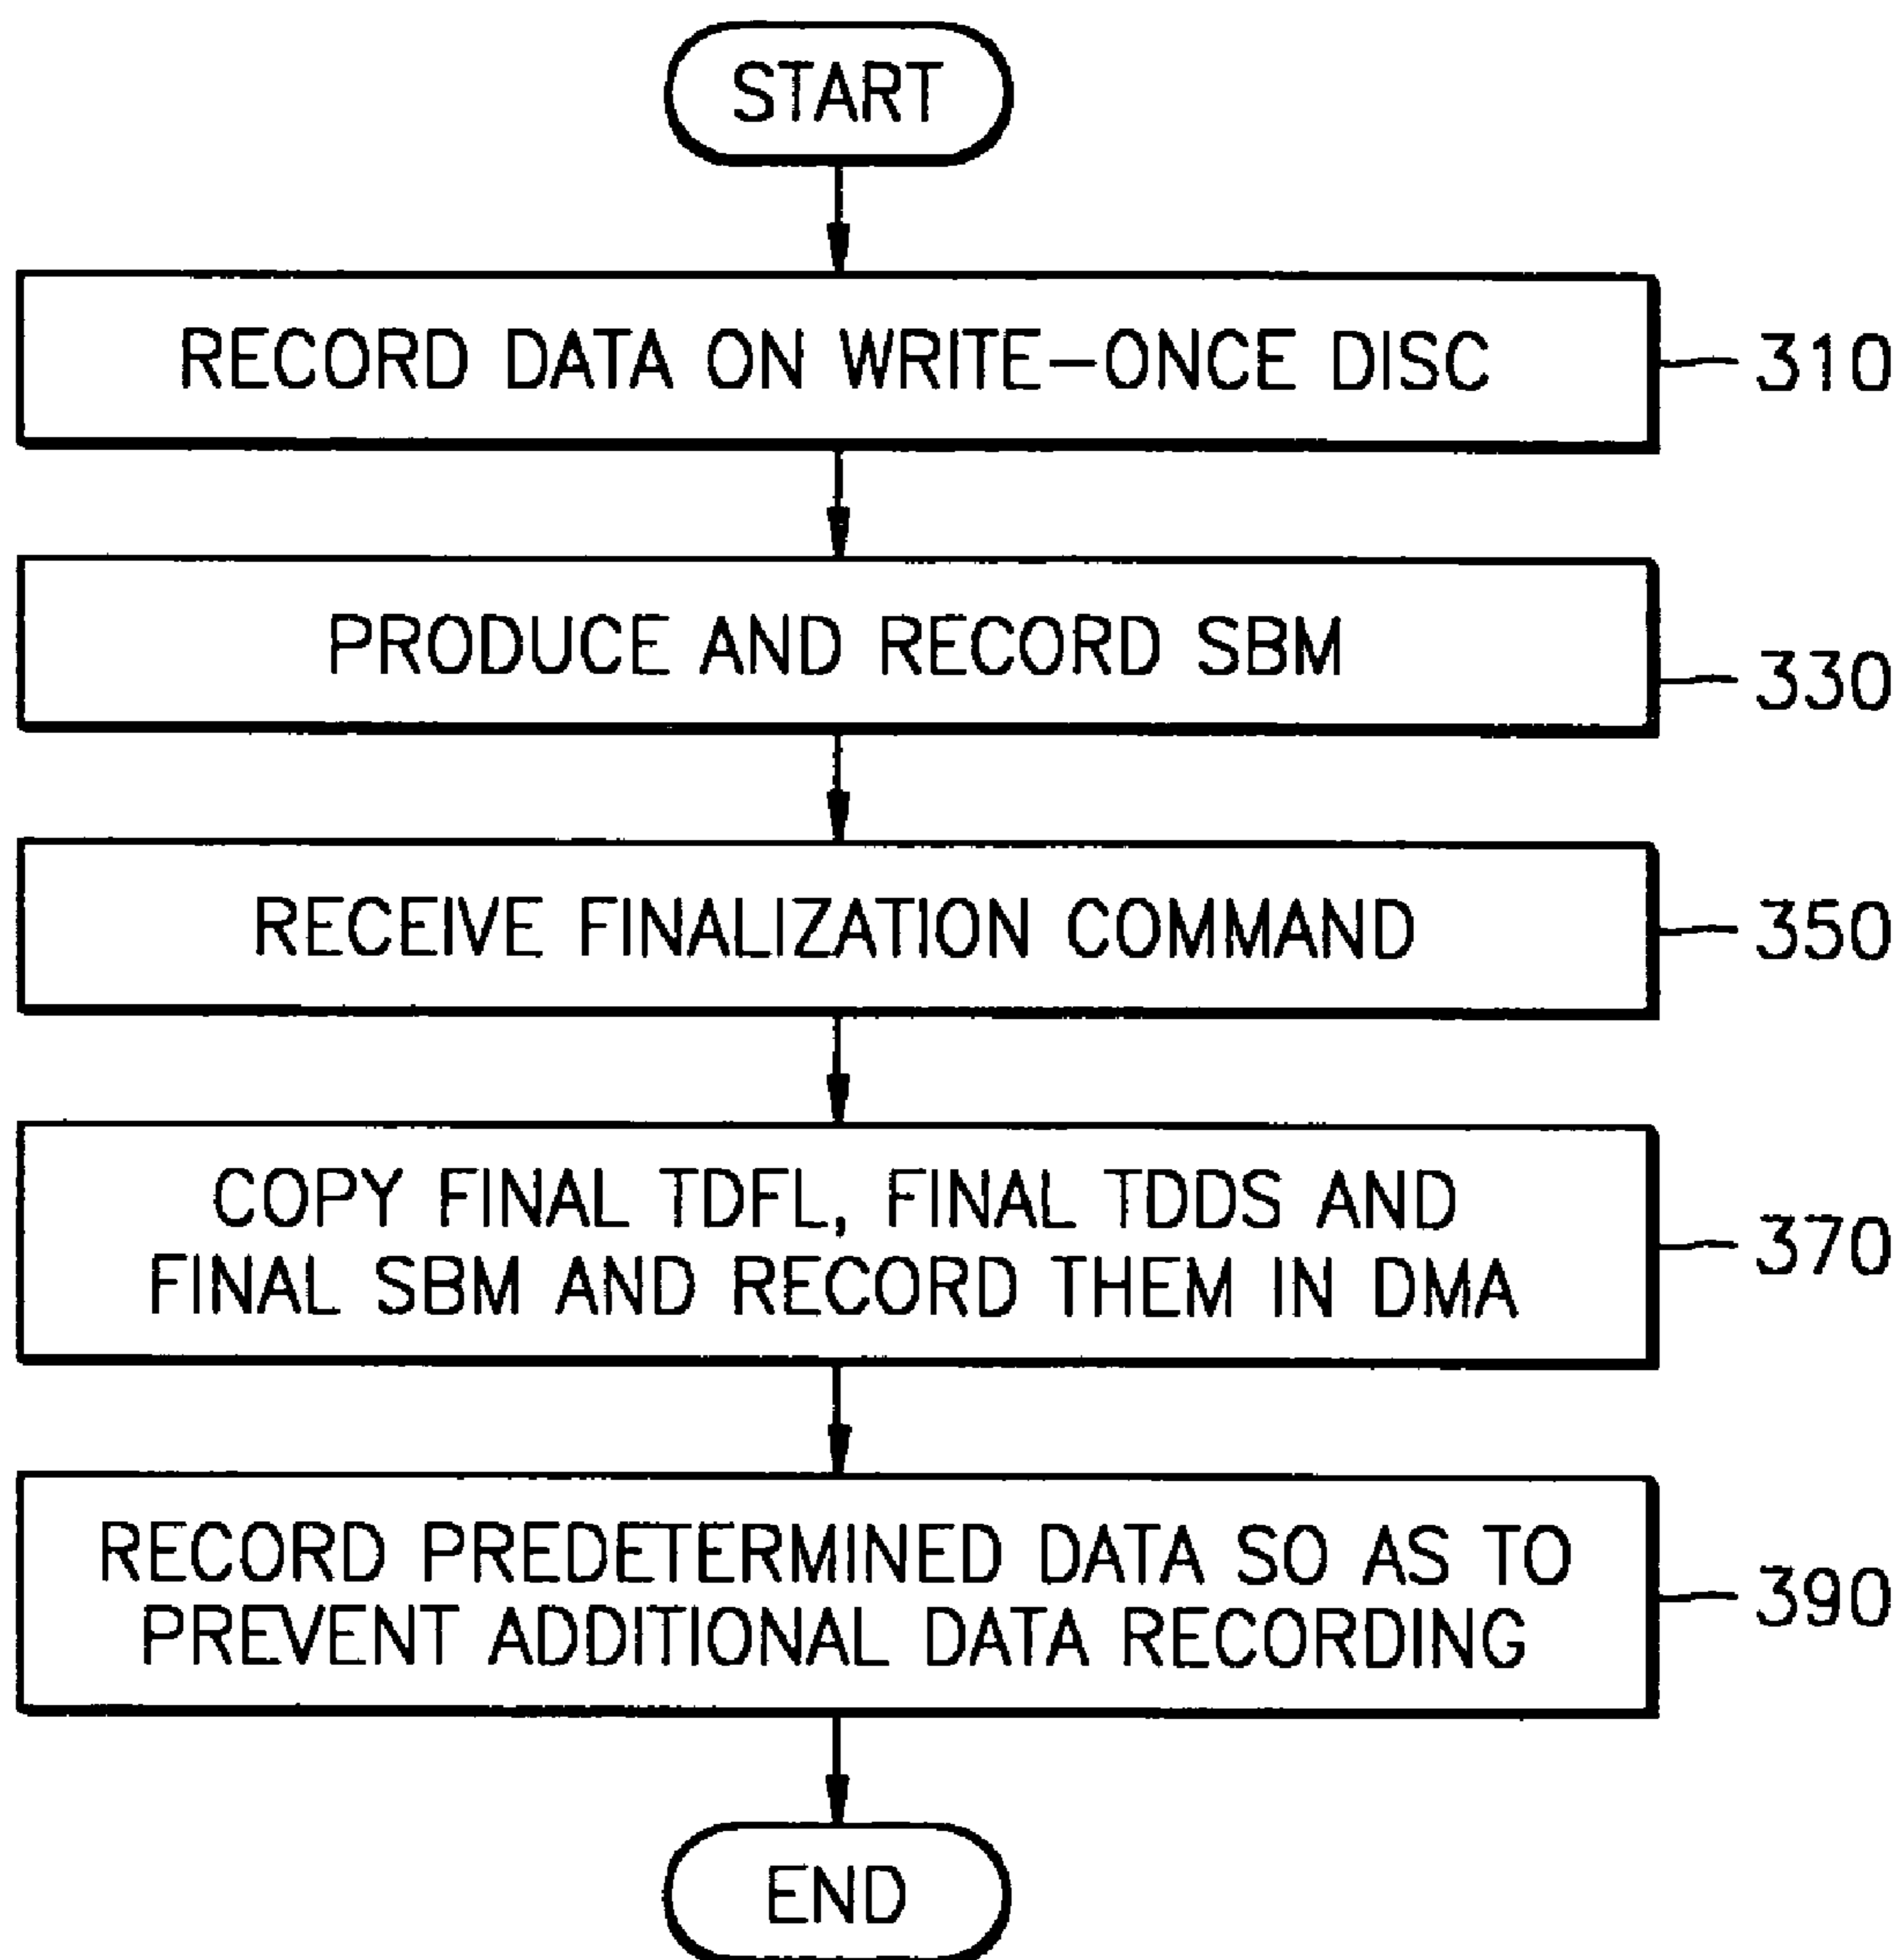 START
RECORD DATA ON WRITE-ONCE DISC
310
PRODUCE AND RECORD SBM
330
RECEIVE FINALIZATION COMMAND
350
COPY FINAL TDFL, FINAL TDDS AND
FINAL SBM AND RECORD THEM IN DMA
370
RECORD PREDETERMINED DATA SO AS TO
PREVENT ADDITIONAL DATA RECORDING
390
END